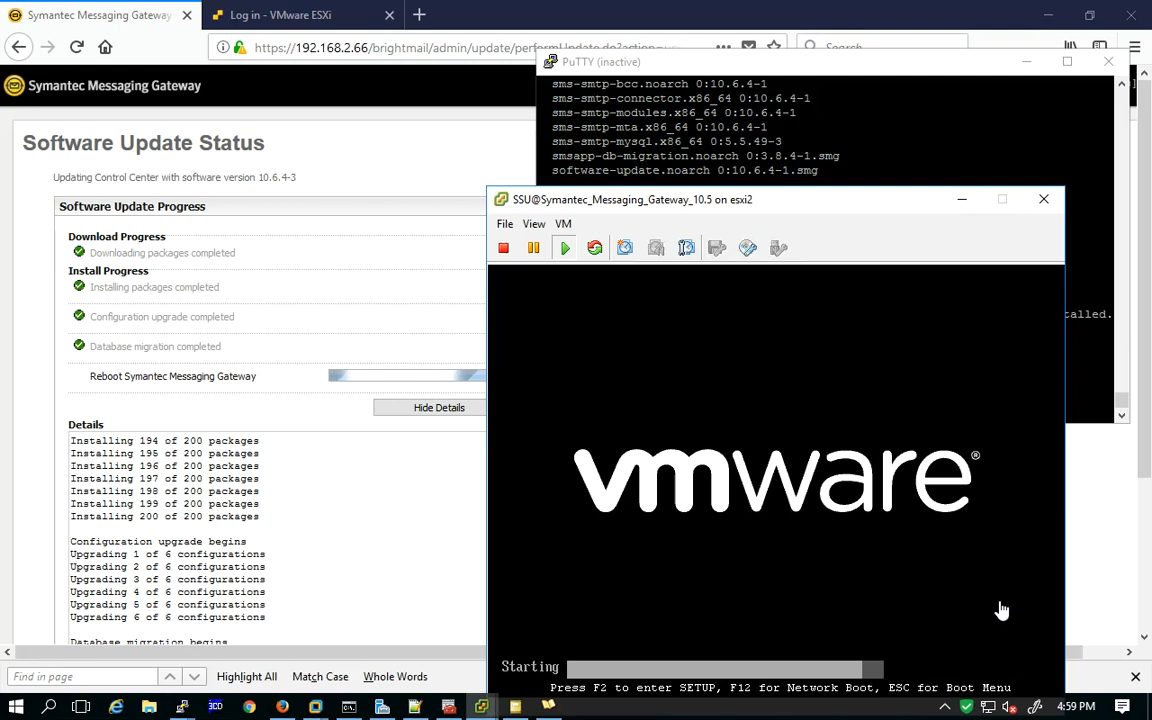 Symantec Messaging Gateway
Log in - VMware ESXi
https://192.168.2.66/brightmail/admin/update/performUpdate.do?action=
Search
Symantec Messaging Gateway
PuTTY (inactive)
sms-smtp-bcc.noarch 0:10.6.4-1
sms-smtp-connector.x86_64 0:10.6.4-1
sms-smtp-modules.x86_64 0:10.6.4-1
sms-smtp-mta.x86_64 0:10.6.4-1
sms-smtp-mysql.x86_64 0:5.5.49-3
smsapp-db-migration.noarch 0:3.8.4-1.smg
software-update.noarch 0:10.6.4-1.smg
talled.
Software Update Status
Updating Control Center with software version 10.6.4-3
Software Update Progress
Download Progress
Downloading packages completed
Install Progress
Installing packages completed
Configuration upgrade completed
Database migration completed
Reboot Symantec Messaging Gateway
Hide Details
Details
Installing 194 of 200 packages
Installing 195 of 200 packages
Installing 196 of 200 packages
Installing 197 of 200 packages
Installing 198 of 200 packages
Installing 199 of 200 packages
Installing 200 of 200 packages
Configuration upgrade begins
Upgrading 1 of 6 configurations
Upgrading 2 of 6 configurations
Upgrading 3 of 6 configurations
Upgrading 4 of 6 configurations
Upgrading 5 of 6 configurations
Upgrading 6 of 6 configurations
Database migration begins
SSU@Symantec_Messaging_Gateway_10.5 on esxi2
File View VM
vmware®
Starting
Press F2 to enter SETUP, F12 for Network Boot, ESC for Boot Menu
Find in page
Highlight All
Match Case
Whole Words
4:59 PM